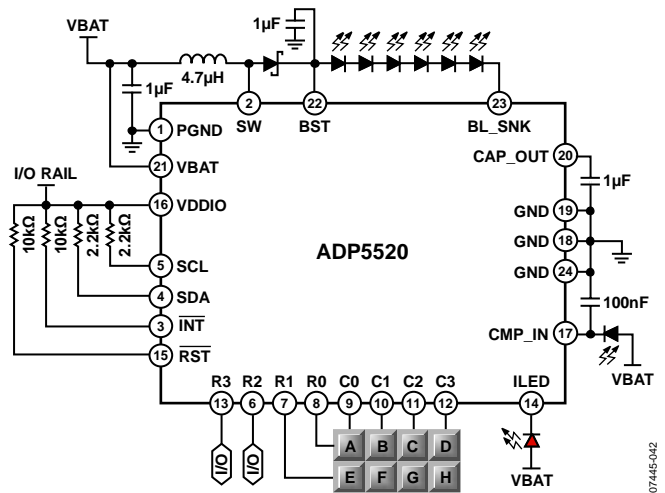 VBAT
1µF
4.7µH
1µF
2
22
23
SW
BST
BL_SNK
1
PGND
21
VBAT
I/O RAIL
16
VDDIO
10kΩ
10kΩ
2.2kΩ
2.2kΩ
5
SCL
4
SDA
3
INT
15
RST
ADP5520
CAP_OUT
20
1µF
GND
19
GND
18
GND
24
100nF
CMP_IN
17
VBAT
R3
R2
R1
R0
C0
C1
C2
C3
ILED
13
6
7
8
9
10
11
12
14
I/O
I/O
A
B
C
D
E
F
G
H
VBAT
07445-042